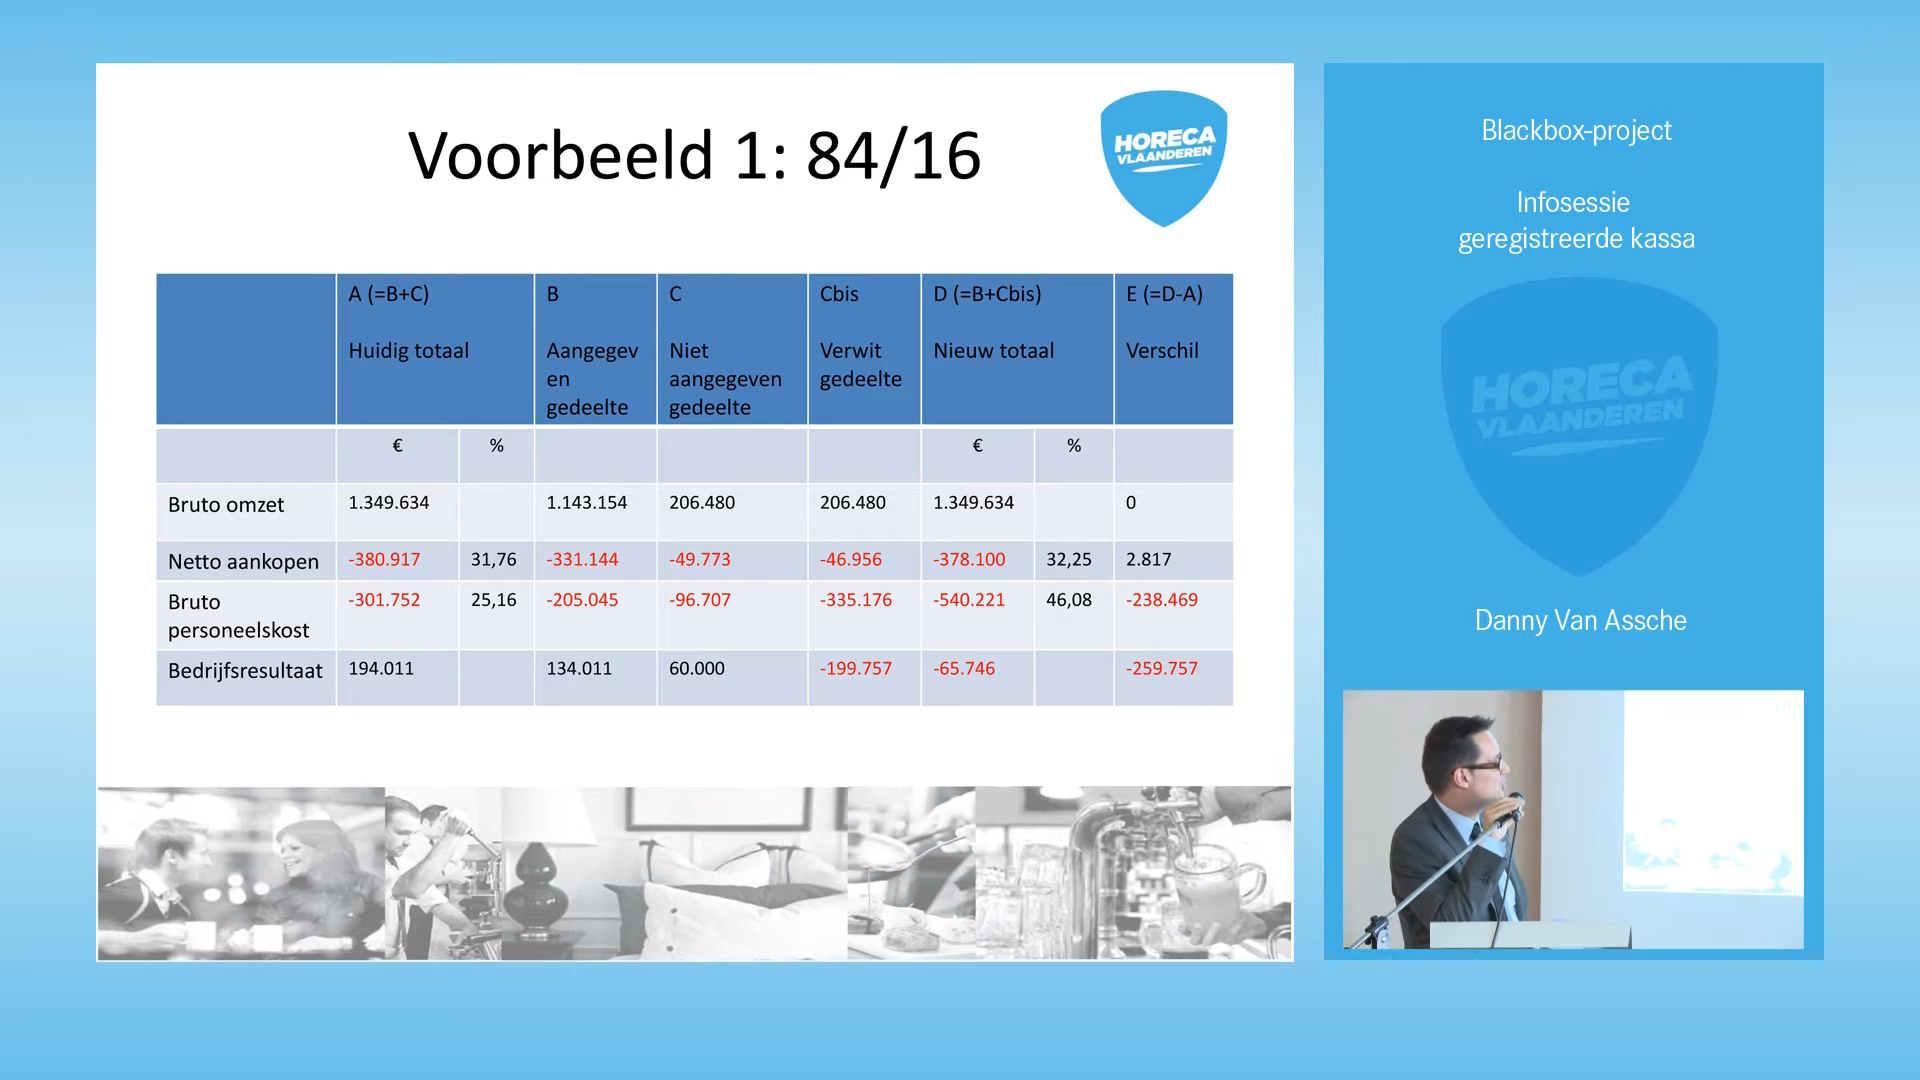 Voorbeeld 1: 84/16
HORECA
VLAANDEREN
A (=B+C) B C Cbis D (=B+Cbis) E (=D-A)
Huidig totaal Aangegeven gedeelte Niet aangegeven gedeelte Verwit gedeelte Nieuw totaal Verschil
€ % € %
Bruto omzet 1.349.634 1.143.154 206.480 206.480 1.349.634 0
Netto aankopen -380.917 31,76 -331.144 -49.773 -46.956 -378.100 32,25 2.817
Bruto personeelskost -301.752 25,16 -205.045 -96.707 -335.176 -540.221 46,08 -238.469
Bedrijfsresultaat 194.011 134.011 60.000 -199.757 -65.746 -259.757
Blackbox-project
Infosessie
geregistreerde kassa
HORECA
VLAANDEREN
Danny Van Assche